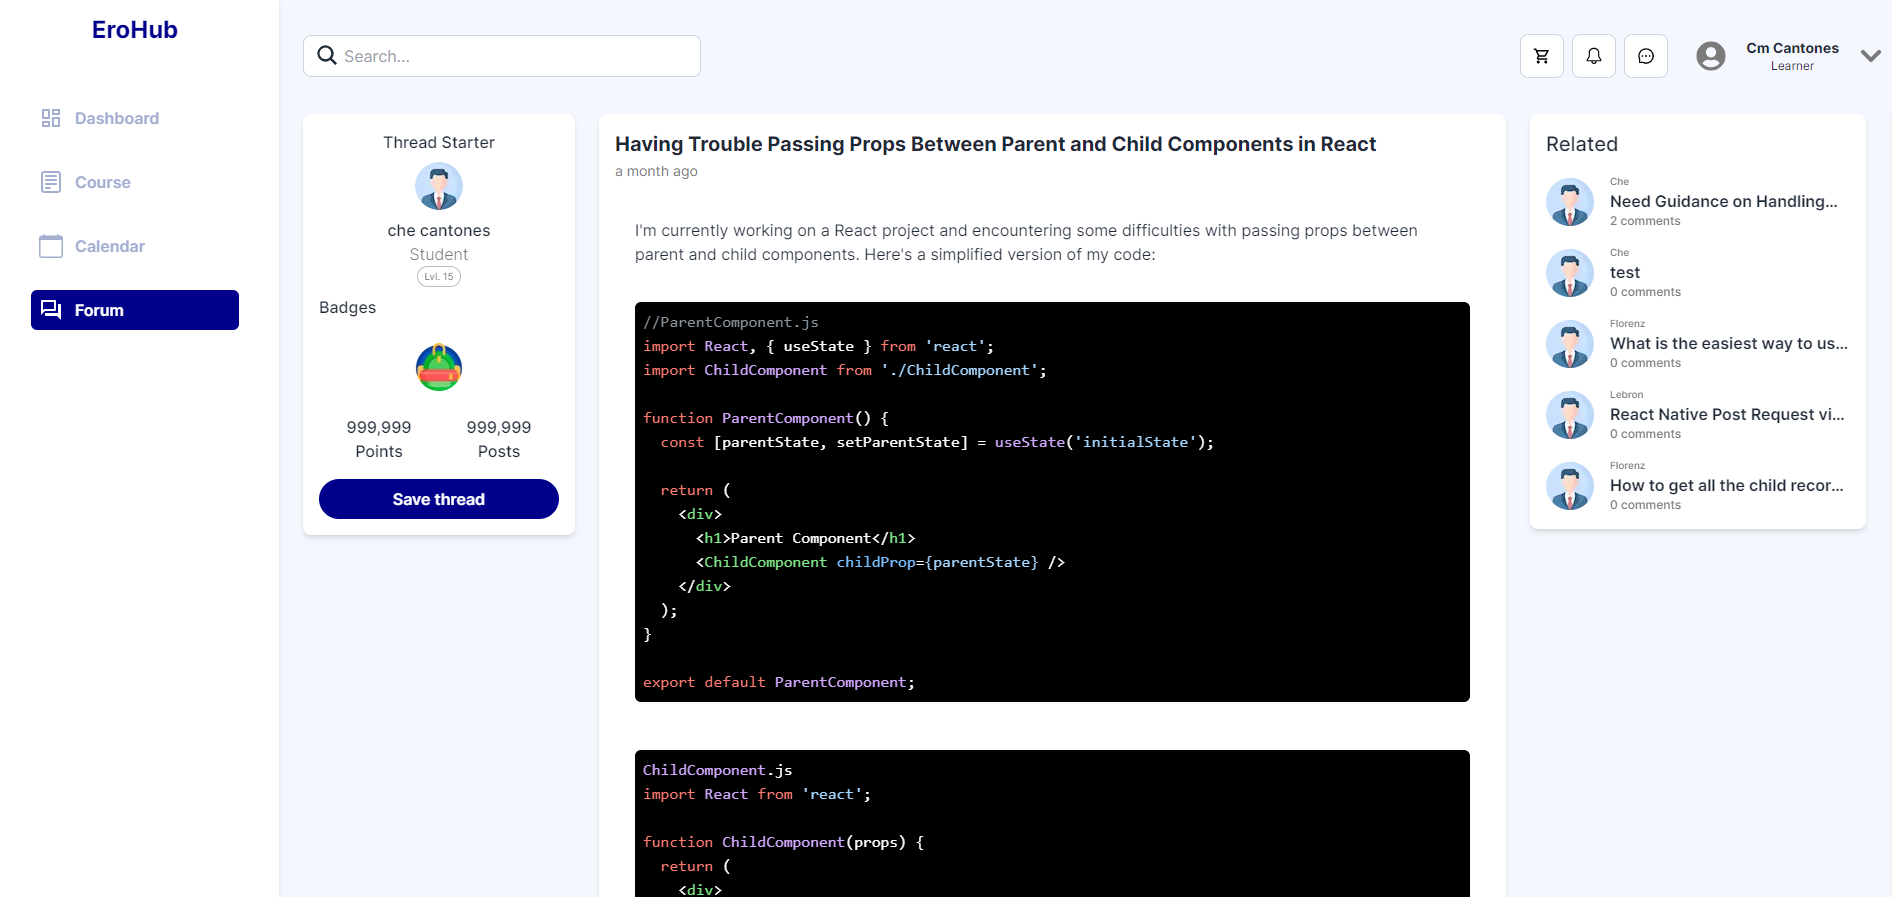 EroHub
Dashboard
Course
Calendar
Forum
Search...
Cm Cantones
Learner
Thread Starter
che cantones
Student
Lvl. 15
Badges
999,999
Points
999,999
Posts
Save thread
Having Trouble Passing Props Between Parent and Child Components in React
a month ago
I'm currently working on a React project and encountering some difficulties with passing props between
parent and child components. Here's a simplified version of my code:
//ParentComponent.js
import React, { useState } from 'react';
import ChildComponent from './ChildComponent';
function ParentComponent() {
  const [parentState, setParentState] = useState('initialState');
  return (
    <div>
      <h1>Parent Component</h1>
      <ChildComponent childProp={parentState} />
    </div>
  );
}
export default ParentComponent;
ChildComponent.js
import React from 'react';
function ChildComponent(props) {
  return (
    <div>
Related
Che
Need Guidance on Handling...
2 comments
Che
test
0 comments
Florenz
What is the easiest way to us...
0 comments
Lebron
React Native Post Request vi...
0 comments
Florenz
How to get all the child recor...
0 comments